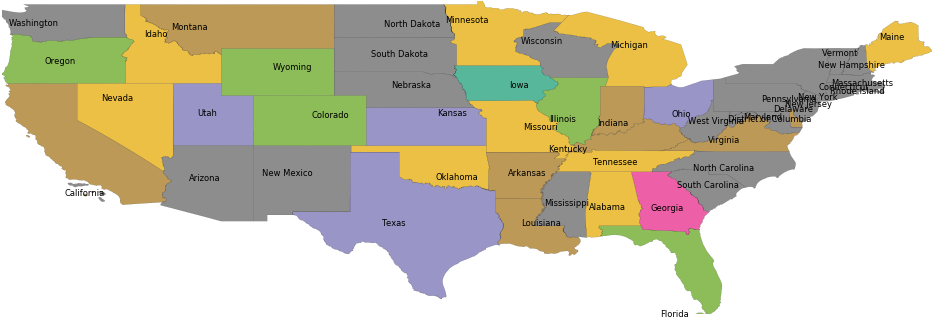 Washington
Montana
Idaho
North Dakota
Minnesota
Wisconsin
Michigan
Maine
Oregon
Wyoming
South Dakota
Vermont
New Hampshire
Nevada
Nebraska
Iowa
Massachusetts
Connecticut
Rhode Island
Utah
Colorado
Kansas
Missouri
Illinois
Indiana
Ohio
Pennsylvania
New York
New Jersey
Delaware
West Virginia
Maryland
District of Columbia
Virginia
Kentucky
California
Arizona
New Mexico
Oklahoma
Arkansas
Tennessee
North Carolina
South Carolina
Texas
Louisiana
Mississippi
Alabama
Georgia
Florida